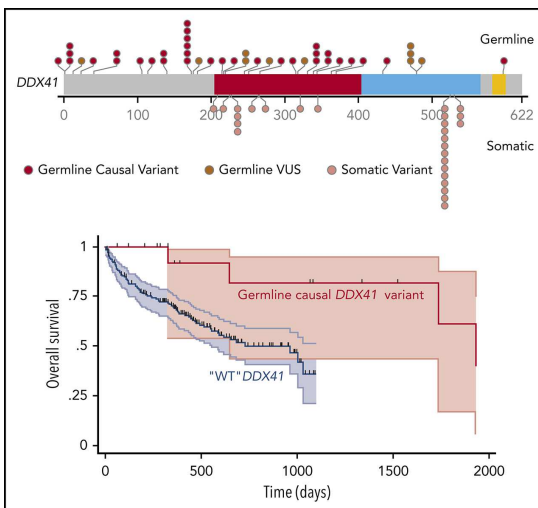 Germline
DDX41
0 100 200 300 400 500 622
Somatic
Germline Causal Variant Germline VUS Somatic Variant
Overall survival
1
.75
.5
.25
0
Germline causal DDX41 variant
"WT" DDX41
0 500 1000 1500 2000
Time (days)